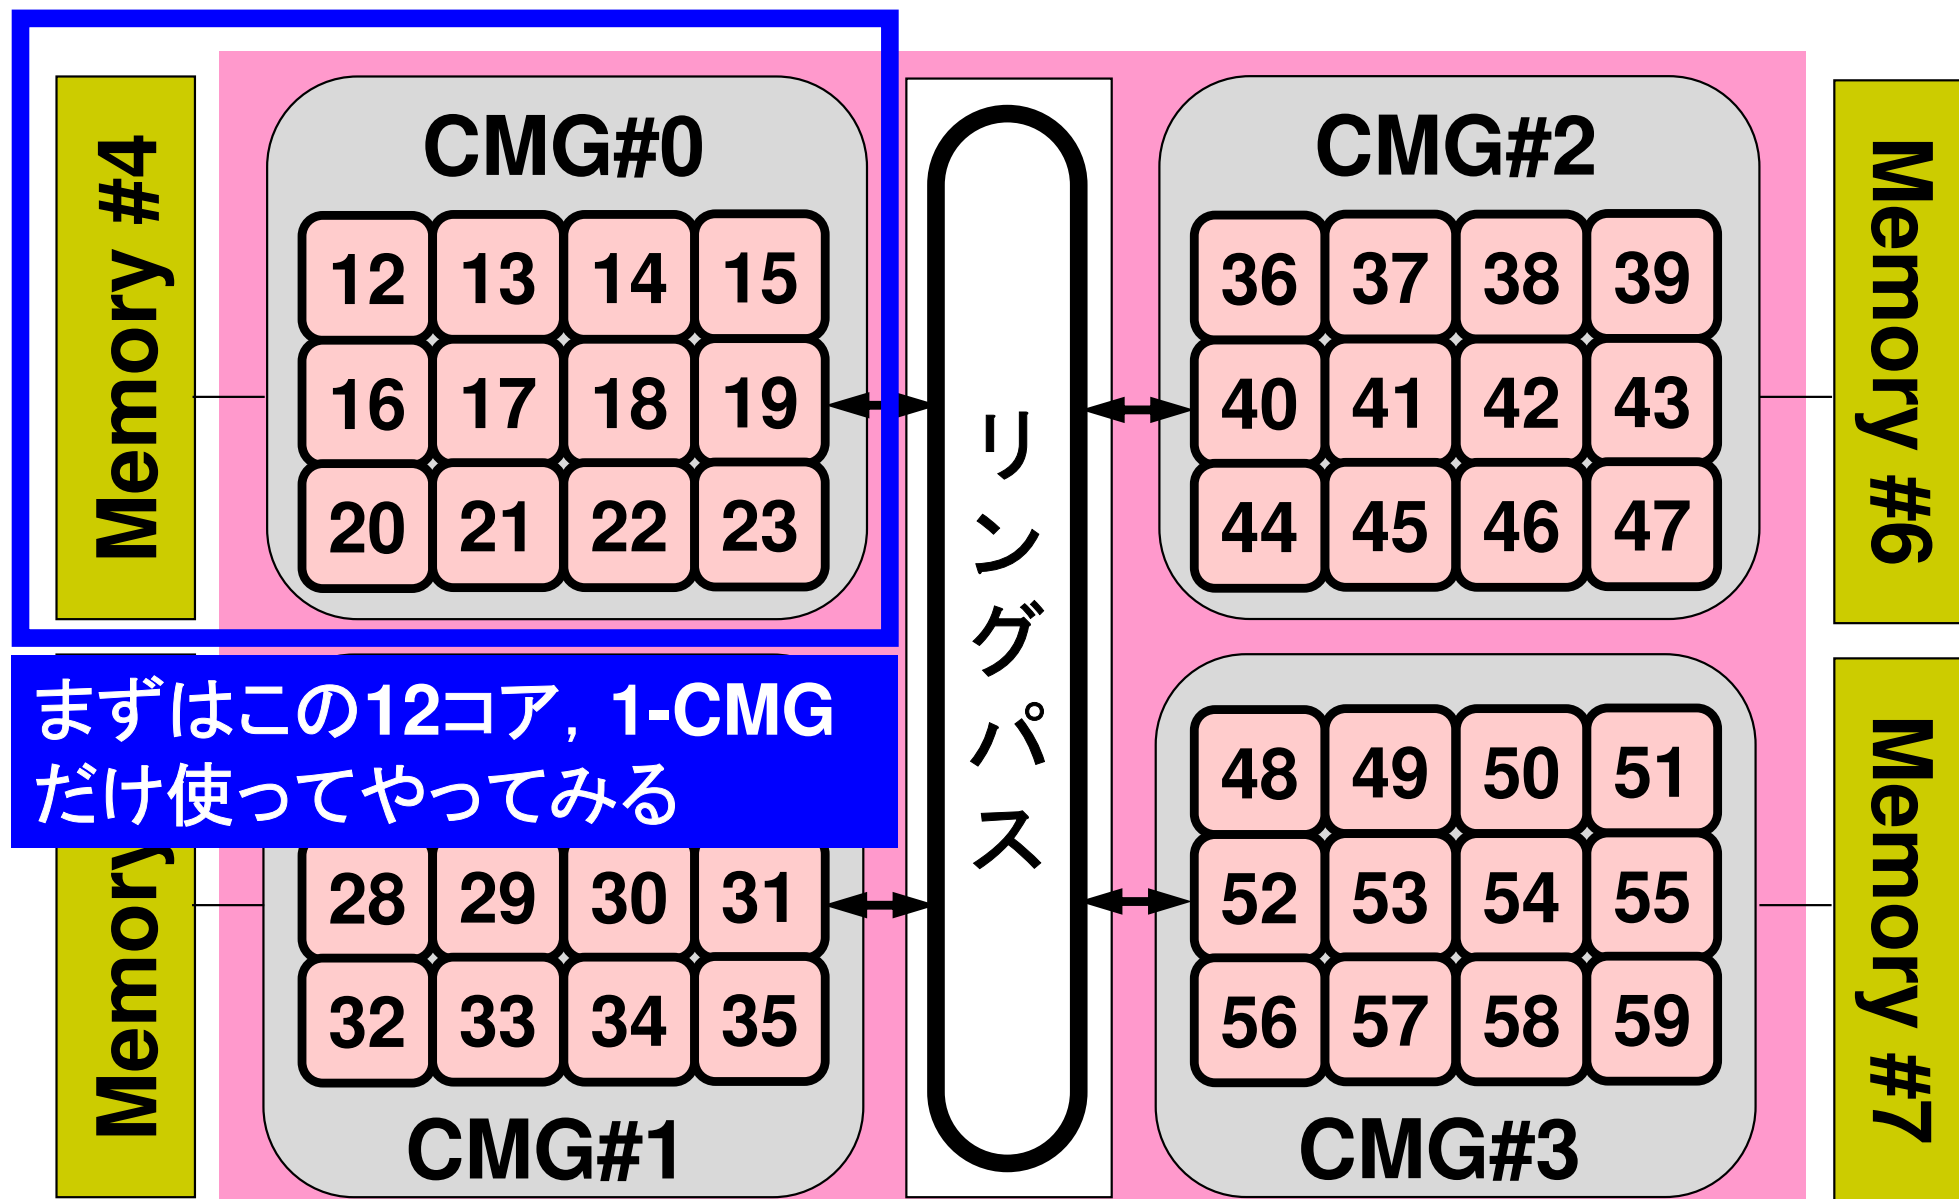 Memory #4
CMG#0
12 13 14 15
16 17 18 19
20 21 22 23
まずはこの12コア, 1-CMG
だけ使ってやってみる
Memory
28 29 30 31
32 33 34 35
CMG#1
リングパス
CMG#2
36 37 38 39
40 41 42 43
44 45 46 47
Memory #6
48 49 50 51
52 53 54 55
56 57 58 59
CMG#3
Memory #7